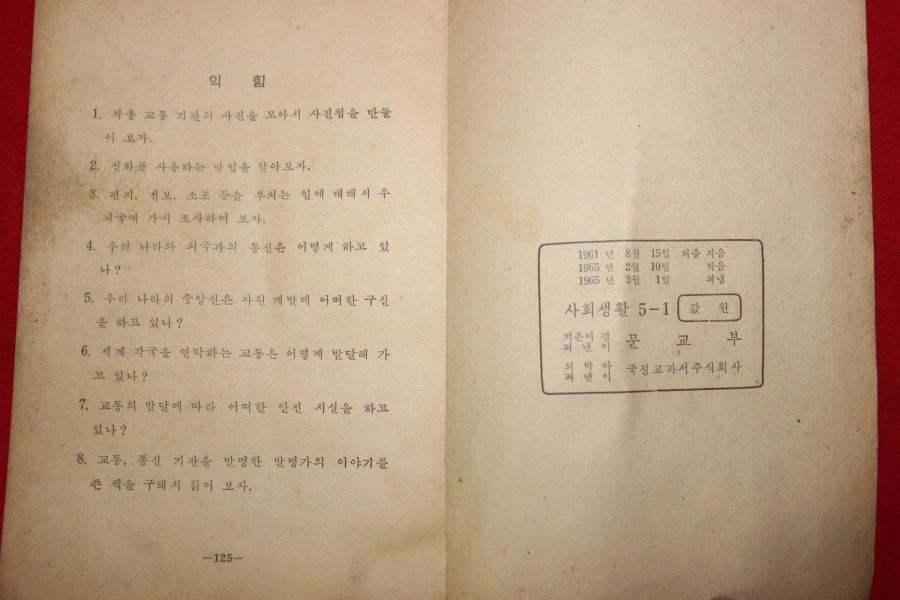 익 힘
1. 각종 교통 기관의 사진을 모아서 사진첩을 만들
어 보자.
2. 전화를 사용하는 방법을 알아보자.
3. 편지, 전보, 소포 등을 부치는 일에 대해서 우
체국에 가서 조사하여 보자.
4. 우리 나라와 외국과의 통신은 어떻게 하고 있
나?
5. 우리 나라의 중앙선은 자원 개발에 어떠한 구실
을 하고 있나?
6. 세계 각국을 연락하는 교통은 어떻게 발달해 가
고 있나?
7. 교통의 발달에 따라 어떠한 안전 시설을 하고
있나?
8. 교통, 통신 기관을 발명한 발명가의 이야기를
쓴 책을 구해서 읽어 보자.
—125—
1961 년 8월 15일 처음 지음
1965 년 2월 10일 박음
1965 년 3월 1일 펴냄
사회생활 5-1 값 원
지은이 겸
펴낸이 문교부
되박아
펴낸이 국정교과서주식회사